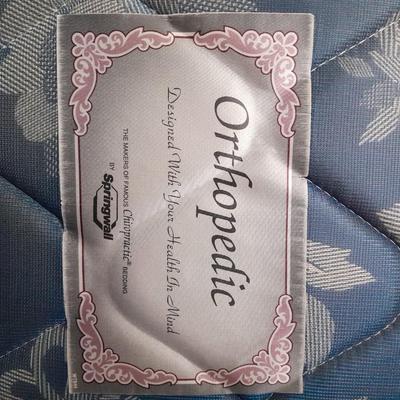 Orthopedic
Designed With Your Health In Mind
BY Springwall
THE MAKERS OF FAMOUS Chiropractic® BEDDING